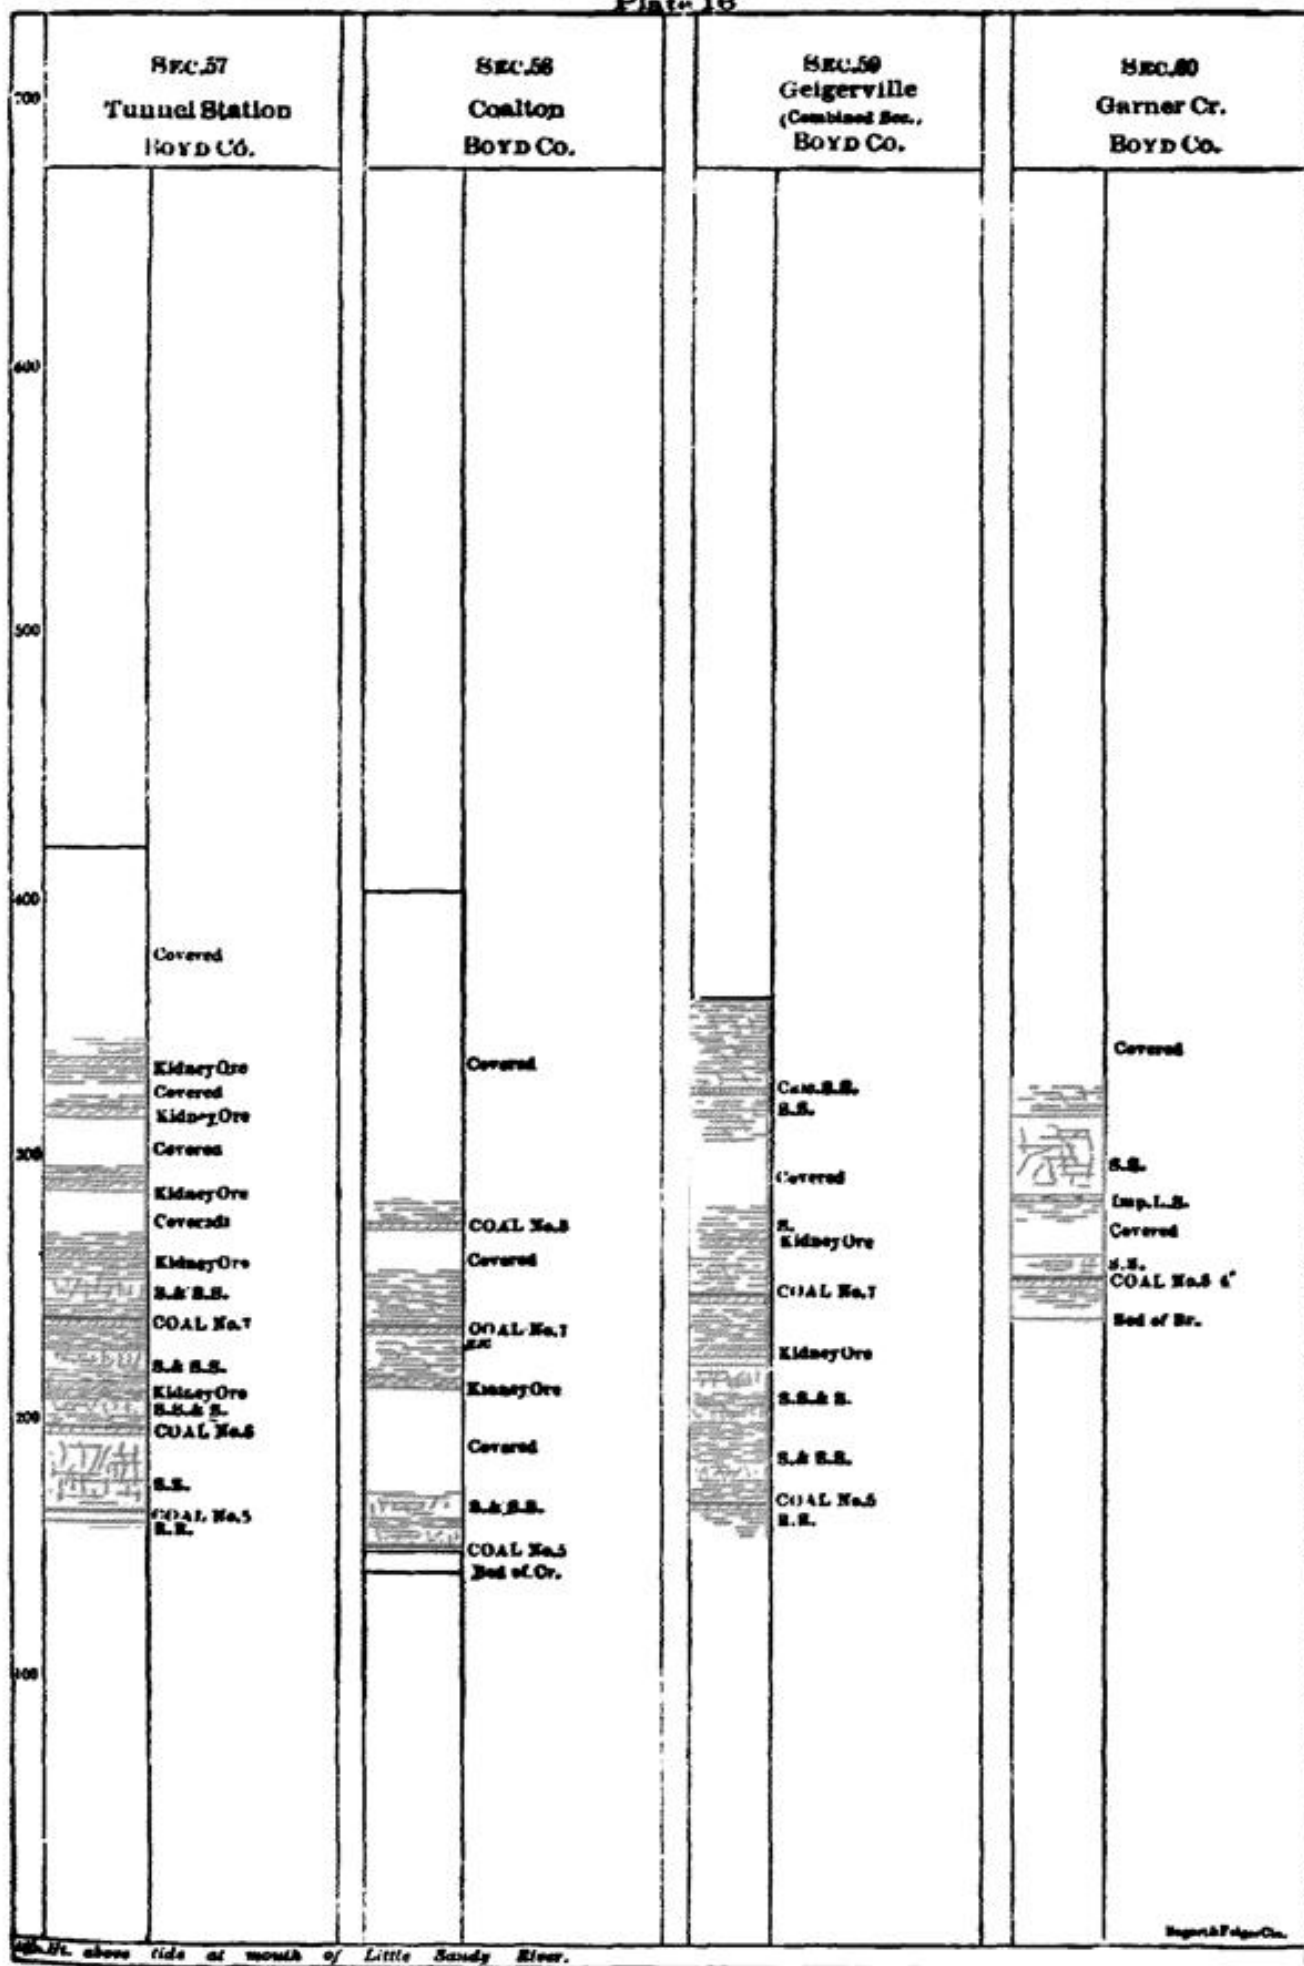 Plate 16
SEC.57
Tunnel Station
BOYD CO.
SEC.58
Coalton
BOYD CO.
SEC.59
Geigerville
(Combined Sec.,
BOYD CO.
SEC.60
Garner Cr.
BOYD CO.
700
600
500
400
300
200
100
Covered
Kidney Ore
Covered
Kidney Ore
Covered
Kidney Ore
Covered
Kidney Ore
S.& S.S.
COAL No.7
S.& S.S.
Kidney Ore
S.S.& S.
COAL No.6
S.S.
COAL No.5
Covered
COAL No.8
Covered
COAL No.7
Kidney Ore
Covered
S.& S.S.
COAL No.5
Bed of Cr.
S.S.
Covered
S.
Kidney Ore
COAL No.7
Kidney Ore
S.S.& S.
S.& S.S.
COAL No.5
Covered
S.S.
Imp.L.S.
Covered
S.S.
COAL No.8 4"
Bed of Br.
Ft. above tide at mouth of Little Sandy River.